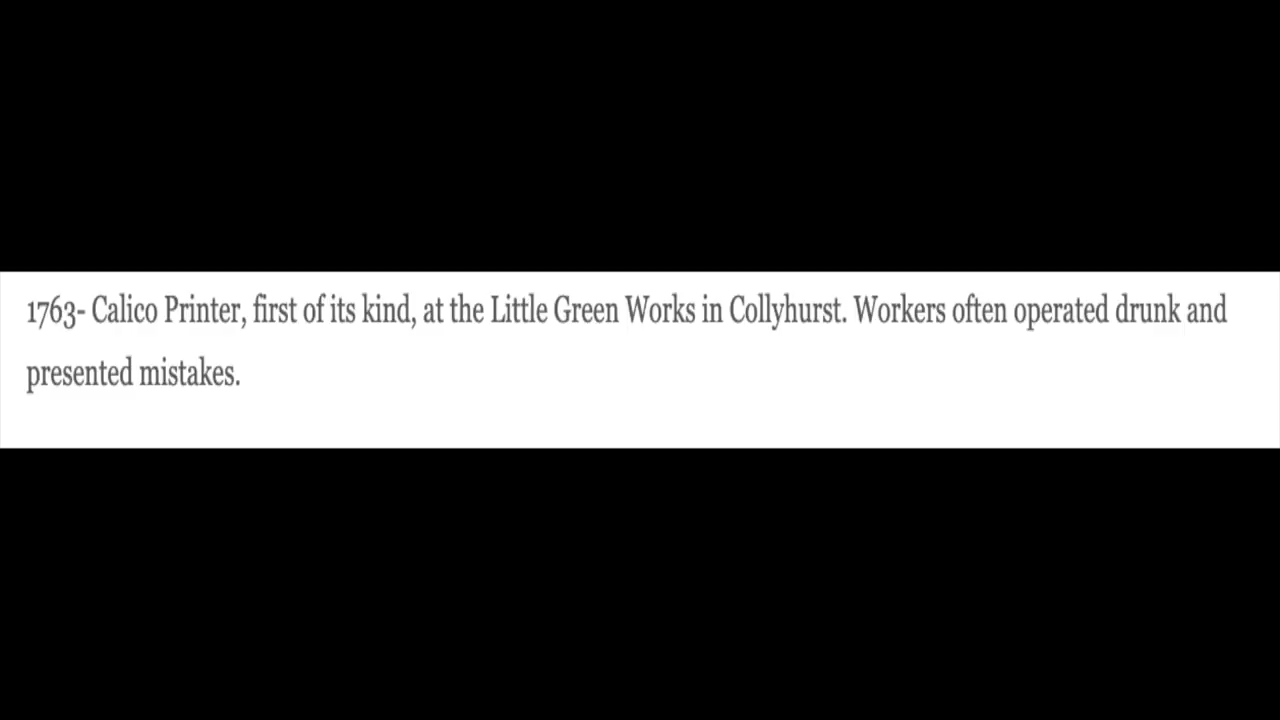 1763- Calico Printer, first of its kind, at the Little Green Works in Collyhurst. Workers often operated drunk and
presented mistakes.